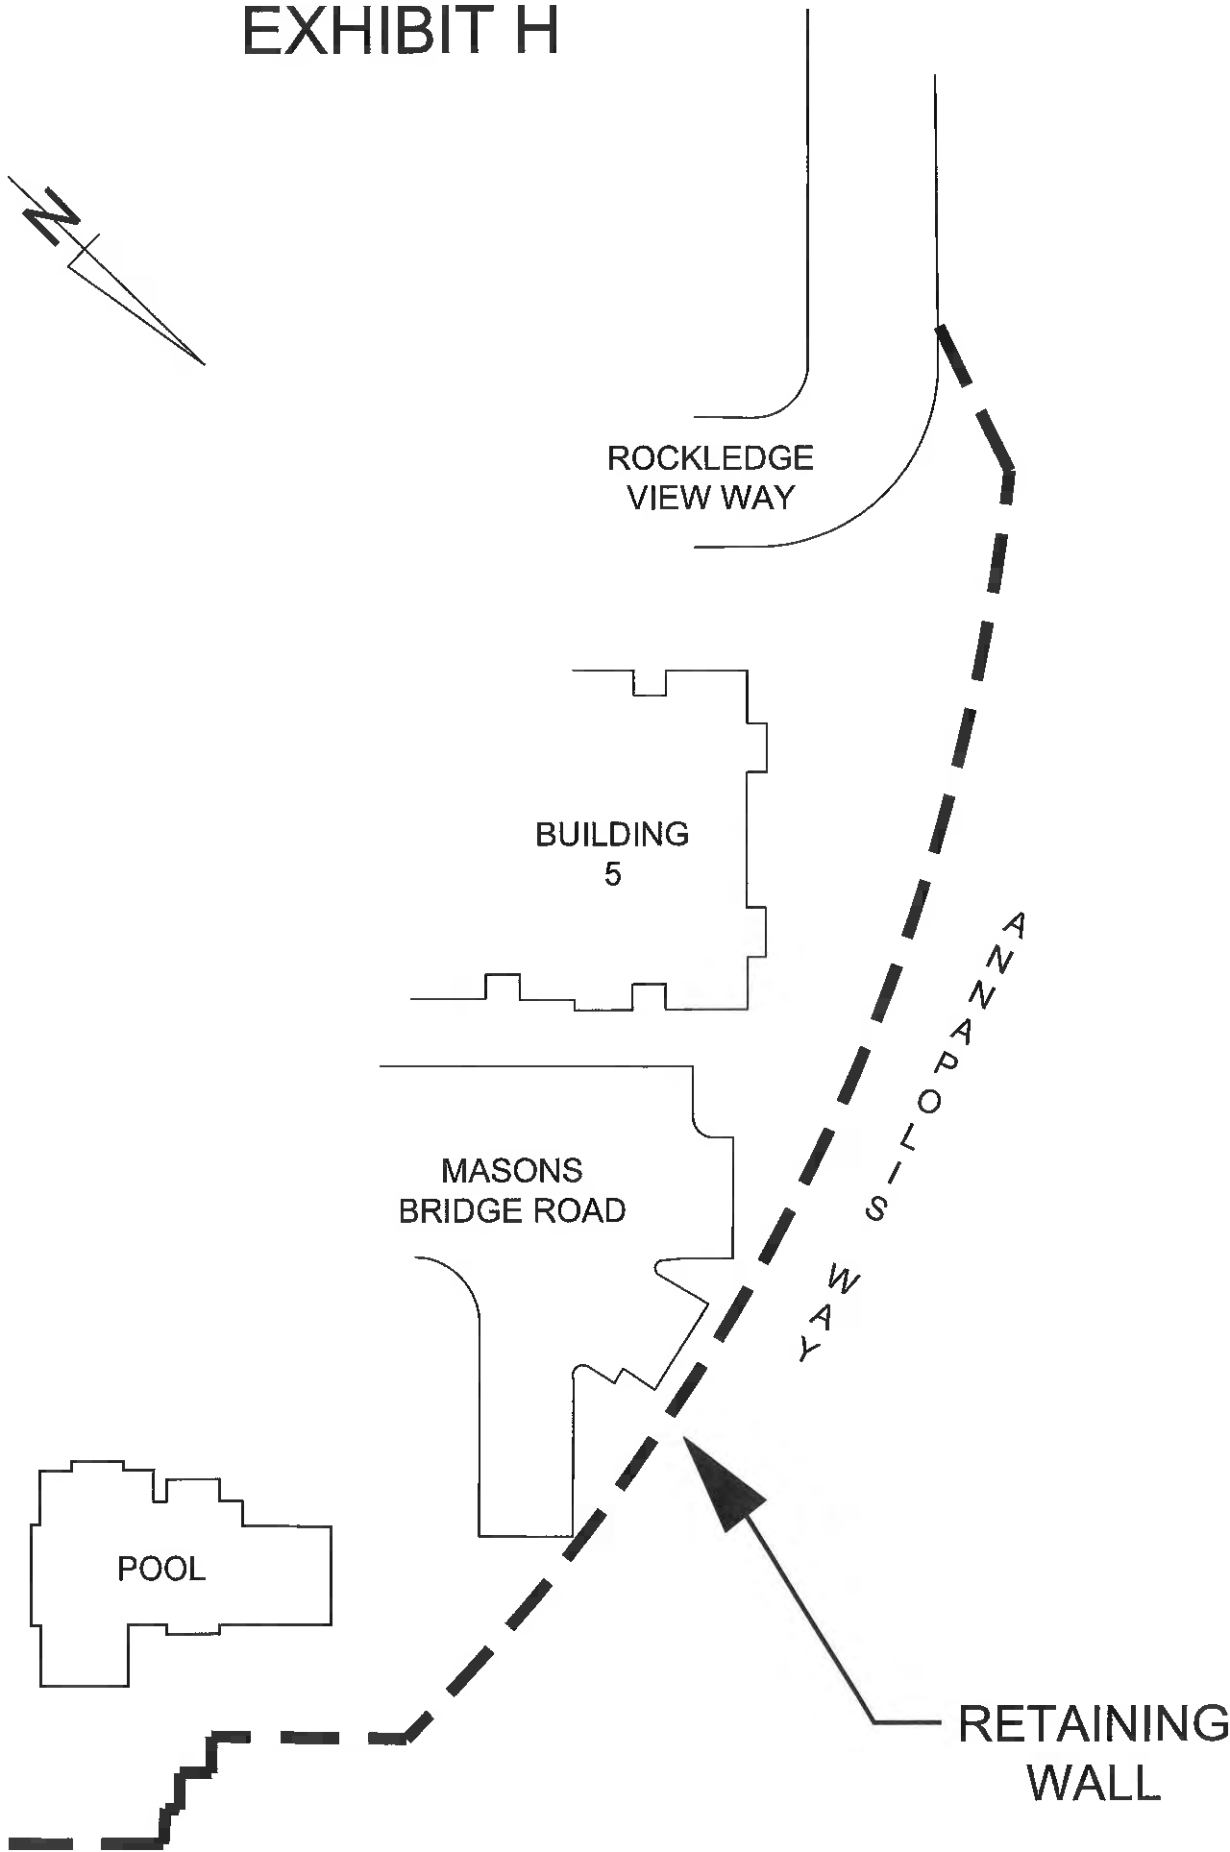 EXHIBIT H
N
ROCKLEDGE
VIEW WAY
BUILDING
5
ANNAPOLIS WAY
MASONS
BRIDGE ROAD
POOL
RETAINING
WALL